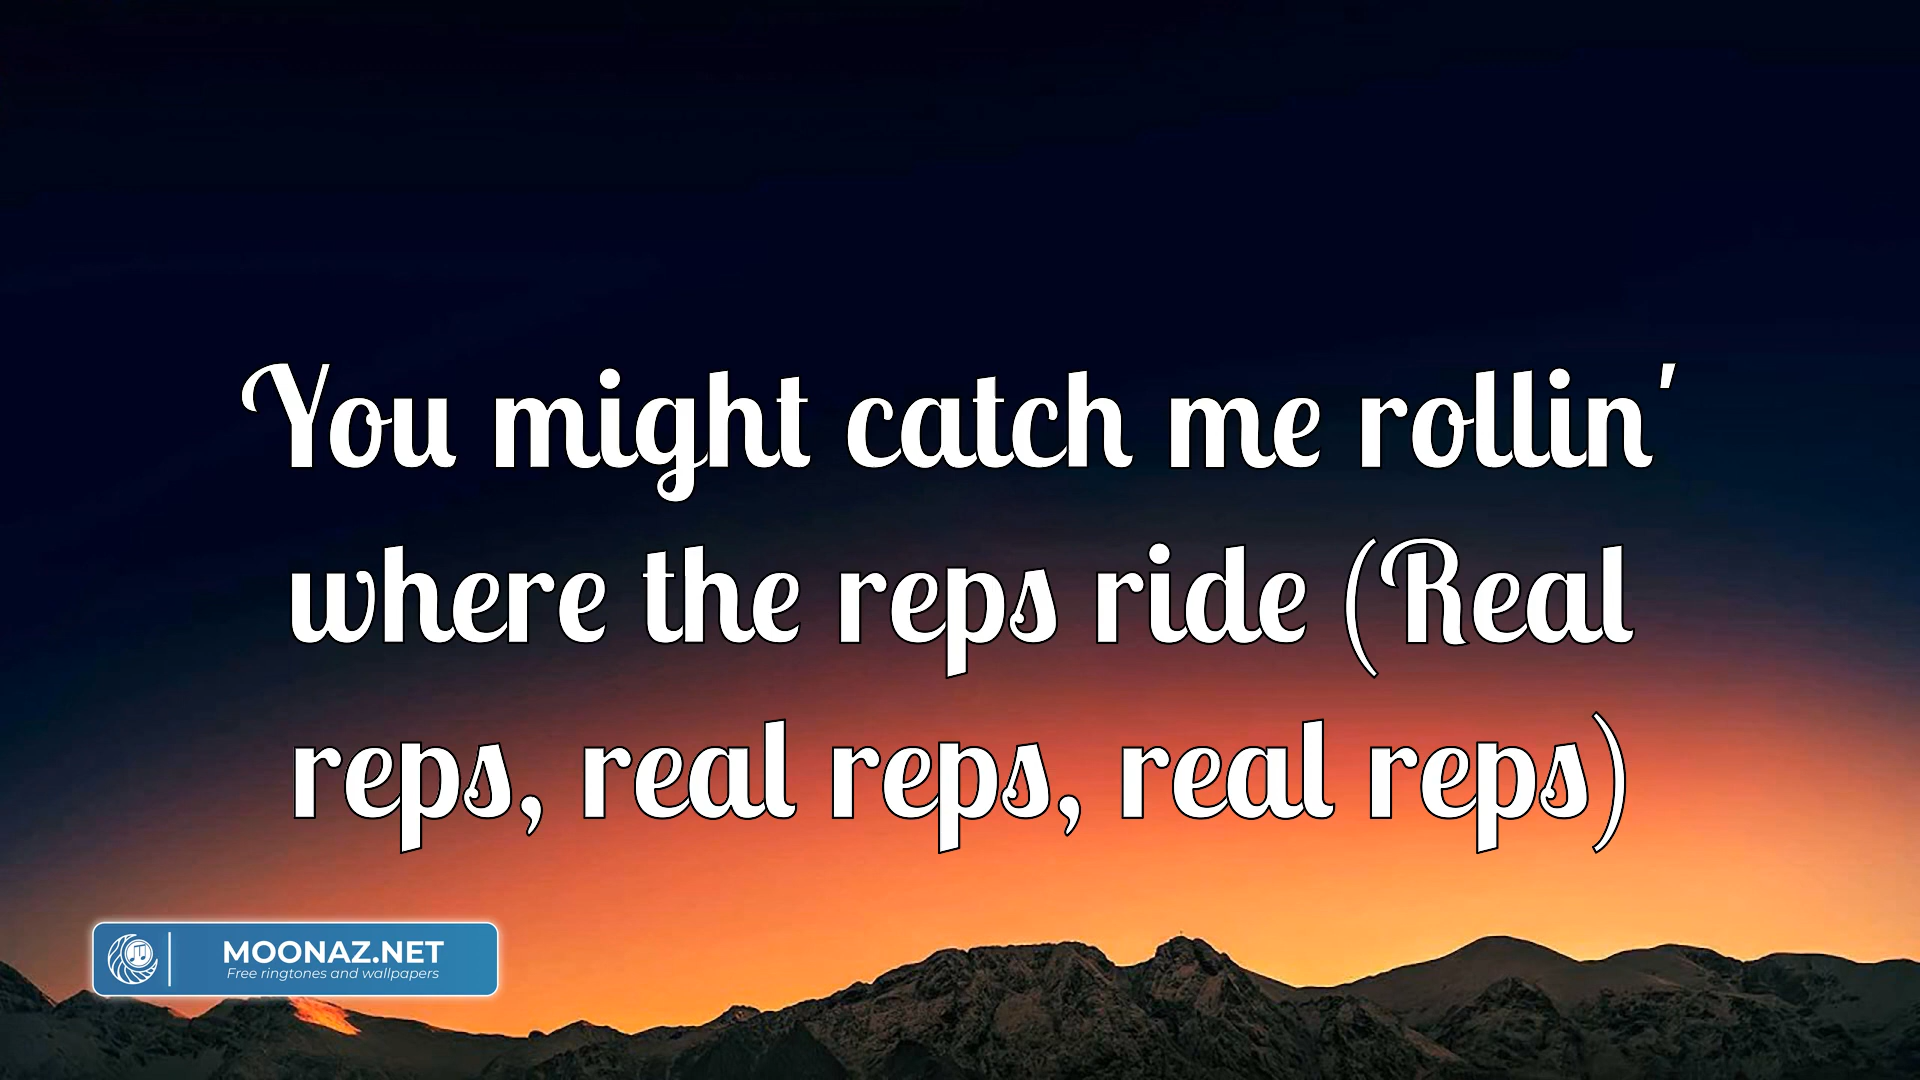 You might catch me rollin'
where the reps ride (Real
reps, real reps, real reps)
MOONAZ.NET
Free ringtones and wallpapers